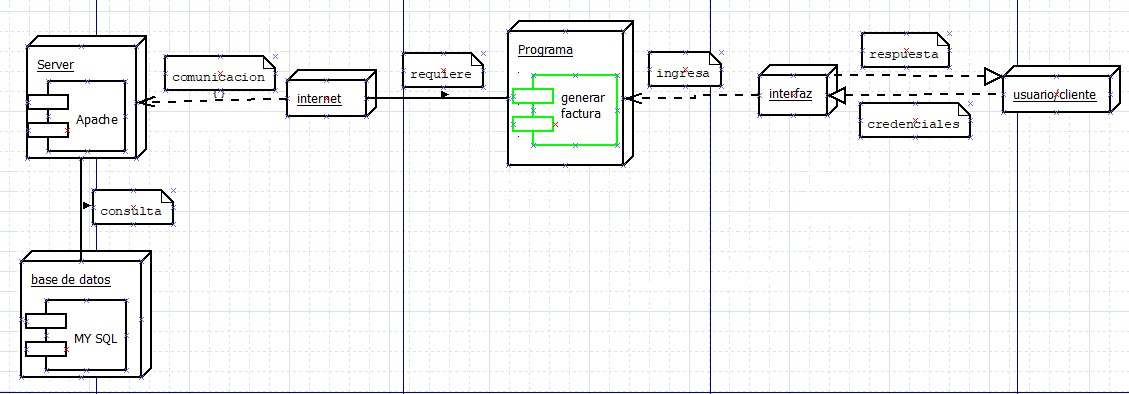 Server
Apache
comunicacion
{}
internet
requiere
Programa
generar
factura
ingresa
interfaz
respuesta
credenciales
usuario/cliente
consulta
base de datos
MY SQL